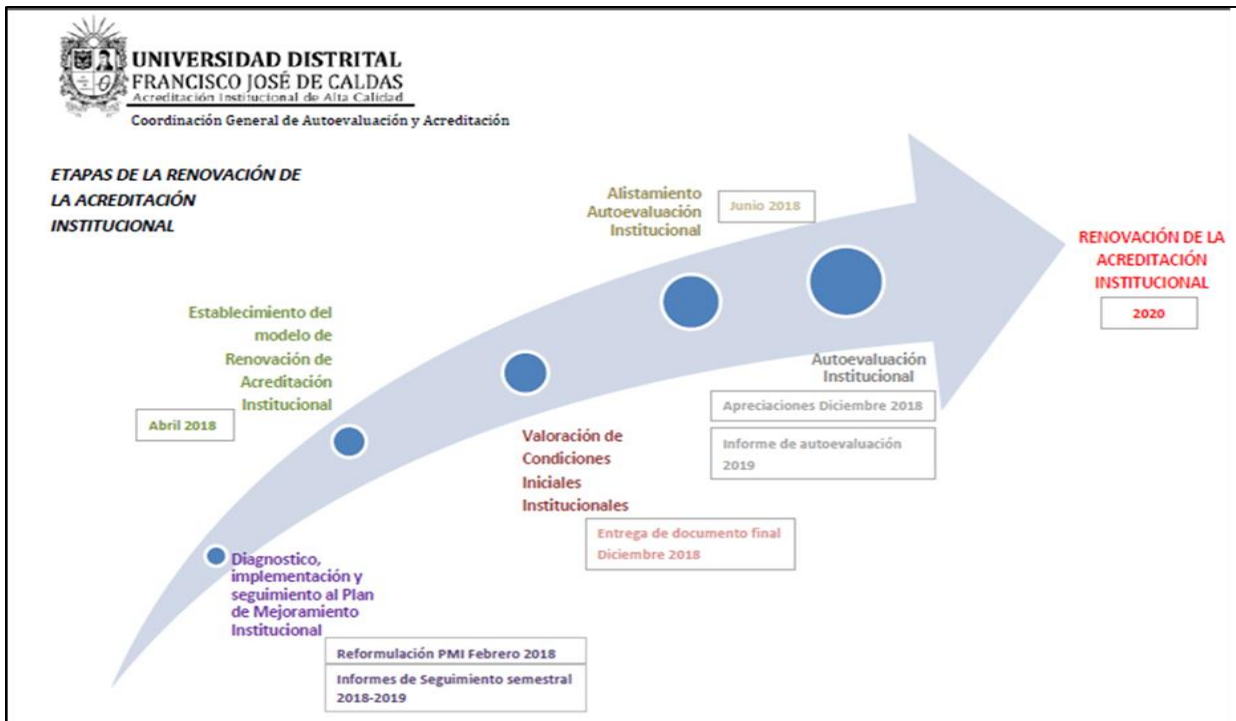 UNIVERSIDAD DISTRITAL
FRANCISCO JOSÉ DE CALDAS
Acreditación Institucional de Alta Calidad
Coordinación General de Autoevaluación y Acreditación
ETAPAS DE LA RENOVACIÓN DE
LA ACREDITACIÓN
INSTITUCIONAL
Diagnostico,
implementación y
seguimiento al Plan
de Mejoramiento
Institucional
Reformulación PMI Febrero 2018
Informes de Seguimiento semestral
2018-2019
Establecimiento del
modelo de
Renovación de
Acreditación
Institucional
Abril 2018
Valoración de
Condiciones
Iniciales
Institucionales
Entrega de documento final
Diciembre 2018
Alistamiento
Autoevaluación
Institucional
Junio 2018
Autoevaluación
Institucional
Apreciaciones Diciembre 2018
Informe de autoevaluación
2019
RENOVACIÓN DE LA
ACREDITACIÓN
INSTITUCIONAL
2020